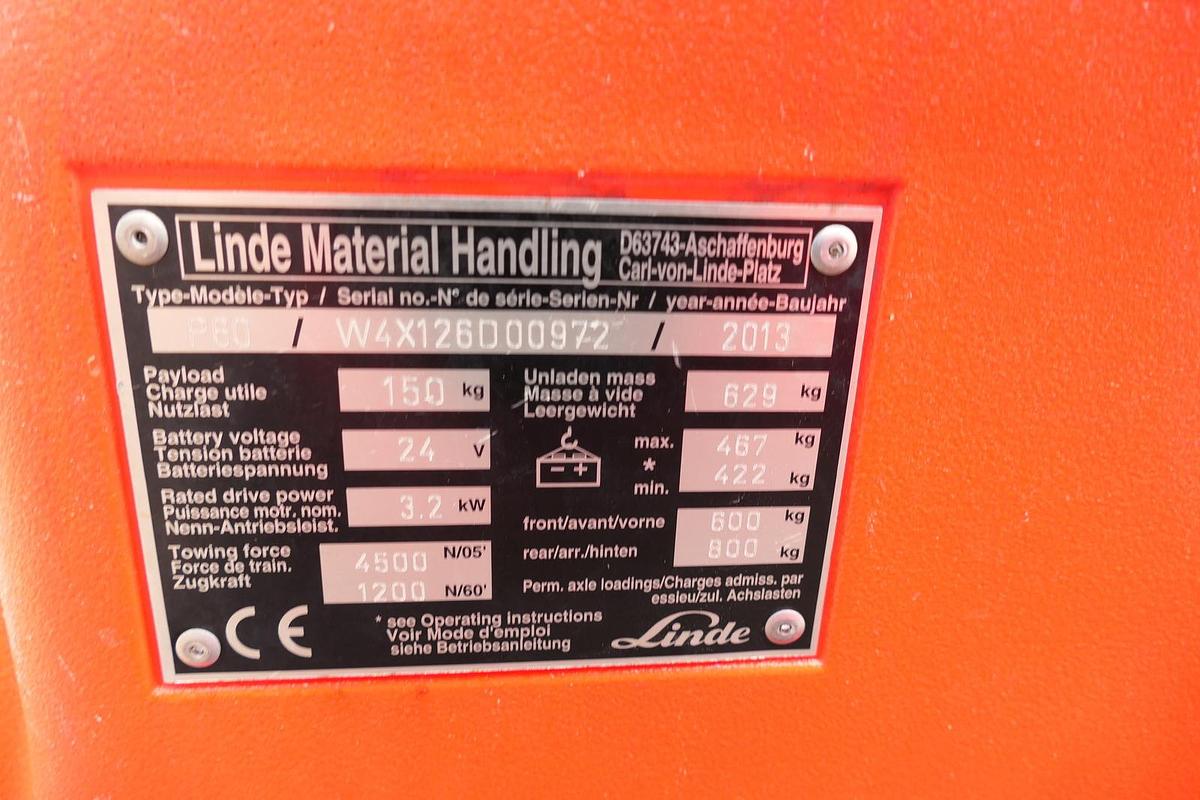 Linde Material Handling
D63743-Aschaffenburg
Carl-von-Linde-Platz
Type-Modèle-Typ / Serial no.-N° de série-Serien-Nr / year-année-Baujahr
P60 / W4X126D00972 / 2013
Payload
Charge utile
Nutzlast
150 kg
Unladen mass
Masse à vide
Leergewicht
629 kg
Battery voltage
Tension batterie
Batteriespannung
24 V
- +
max. 467 kg
*
min. 422 kg
Rated drive power
Puissance motr. nom.
Nenn-Antriebsleist.
3.2 kW
front/avant/vorne 600 kg
rear/arr./hinten 800 kg
Towing force
Force de train.
Zugkraft
4500 N/05'
1200 N/60'
Perm. axle loadings/Charges admiss. par
essieu/zul. Achslasten
CE
* see Operating instructions
Voir Mode d'emploi
siehe Betriebsanleitung
Linde